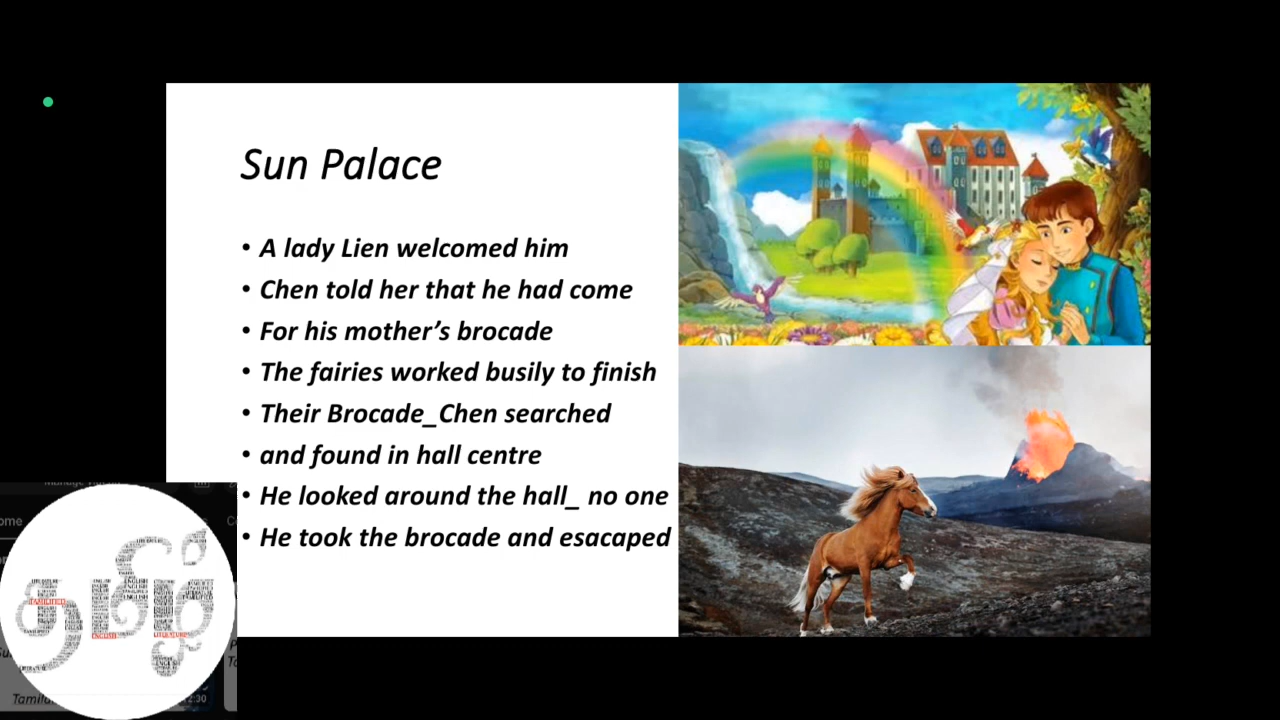 Sun Palace
• A lady Lien welcomed him
• Chen told her that he had come
• For his mother’s brocade
• The fairies worked busily to finish
• Their Brocade_Chen searched
• and found in hall centre
• He looked around the hall_ no one
• He took the brocade and esacaped
தமிழி